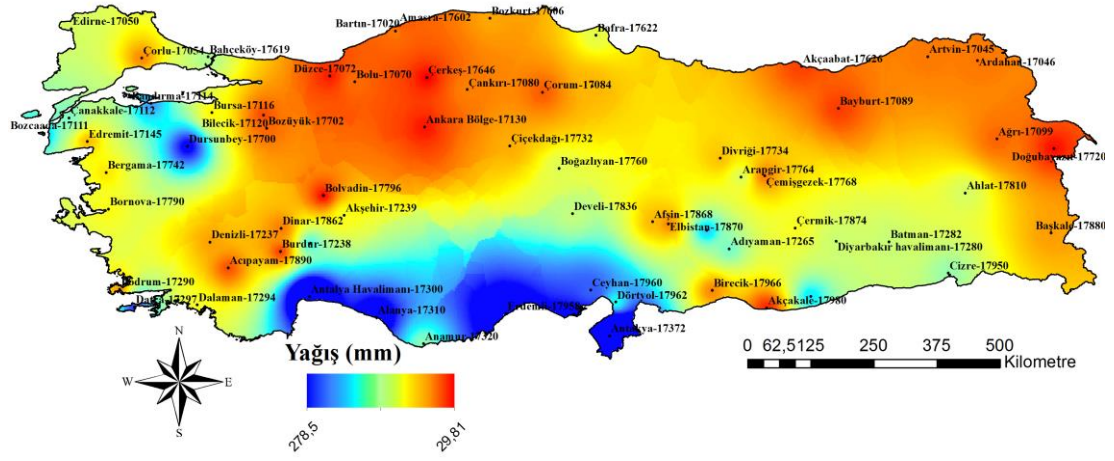 Bozkurt-17606
Amasra-17602
Edirne-17050
Bartın-17020
Bafra-17622
Çorlu-17054
Bahçeköy-17619
Akçaabat-17626
Artvin-17045
Ardahan-17046
Düzce-17072
Bolu-17070
Çerkeş-17646
Çankırı-17080
Çorum-17084
Bandırma-17114
Çanakkale-17112
Bursa-17116
Bayburt-17089
Bozcaada-17111
Bilecik-17120
Bozüyük-17702
Ankara Bölge-17130
Edremit-17145
Dursunbey-17700
Çiçekdağı-17732
Ağrı-17099
Doğubayazıt-17720
Bergama-17742
Boğazlıyan-17760
Divriği-17734
Arapgir-17764
Çemişgezek-17768
Bolvadin-17796
Ahlat-17810
Bornova-17790
Akşehir-17239
Develi-17836
Dinar-17862
Afşin-17868
Elbistan-17870
Çermik-17874
Başkale-17880
Denizli-17237
Burdur-17238
Adıyaman-17265
Batman-17282
Diyarbakır havalimanı-17280
Acıpayam-17890
Cizre-17950
Bodrum-17290
Datça-17297
Dalaman-17294
Antalya Havalimanı-17300
Ceyhan-17960
Birecik-17966
Dörtyol-17962
Akçakale-17980
Alanya-17310
Erdemli-17958
Anamur-17320
Antakya-17372
N
W
E
S
Yağış (mm)
278,5
29,81
0 62,5 125 250 375 500
Kilometre